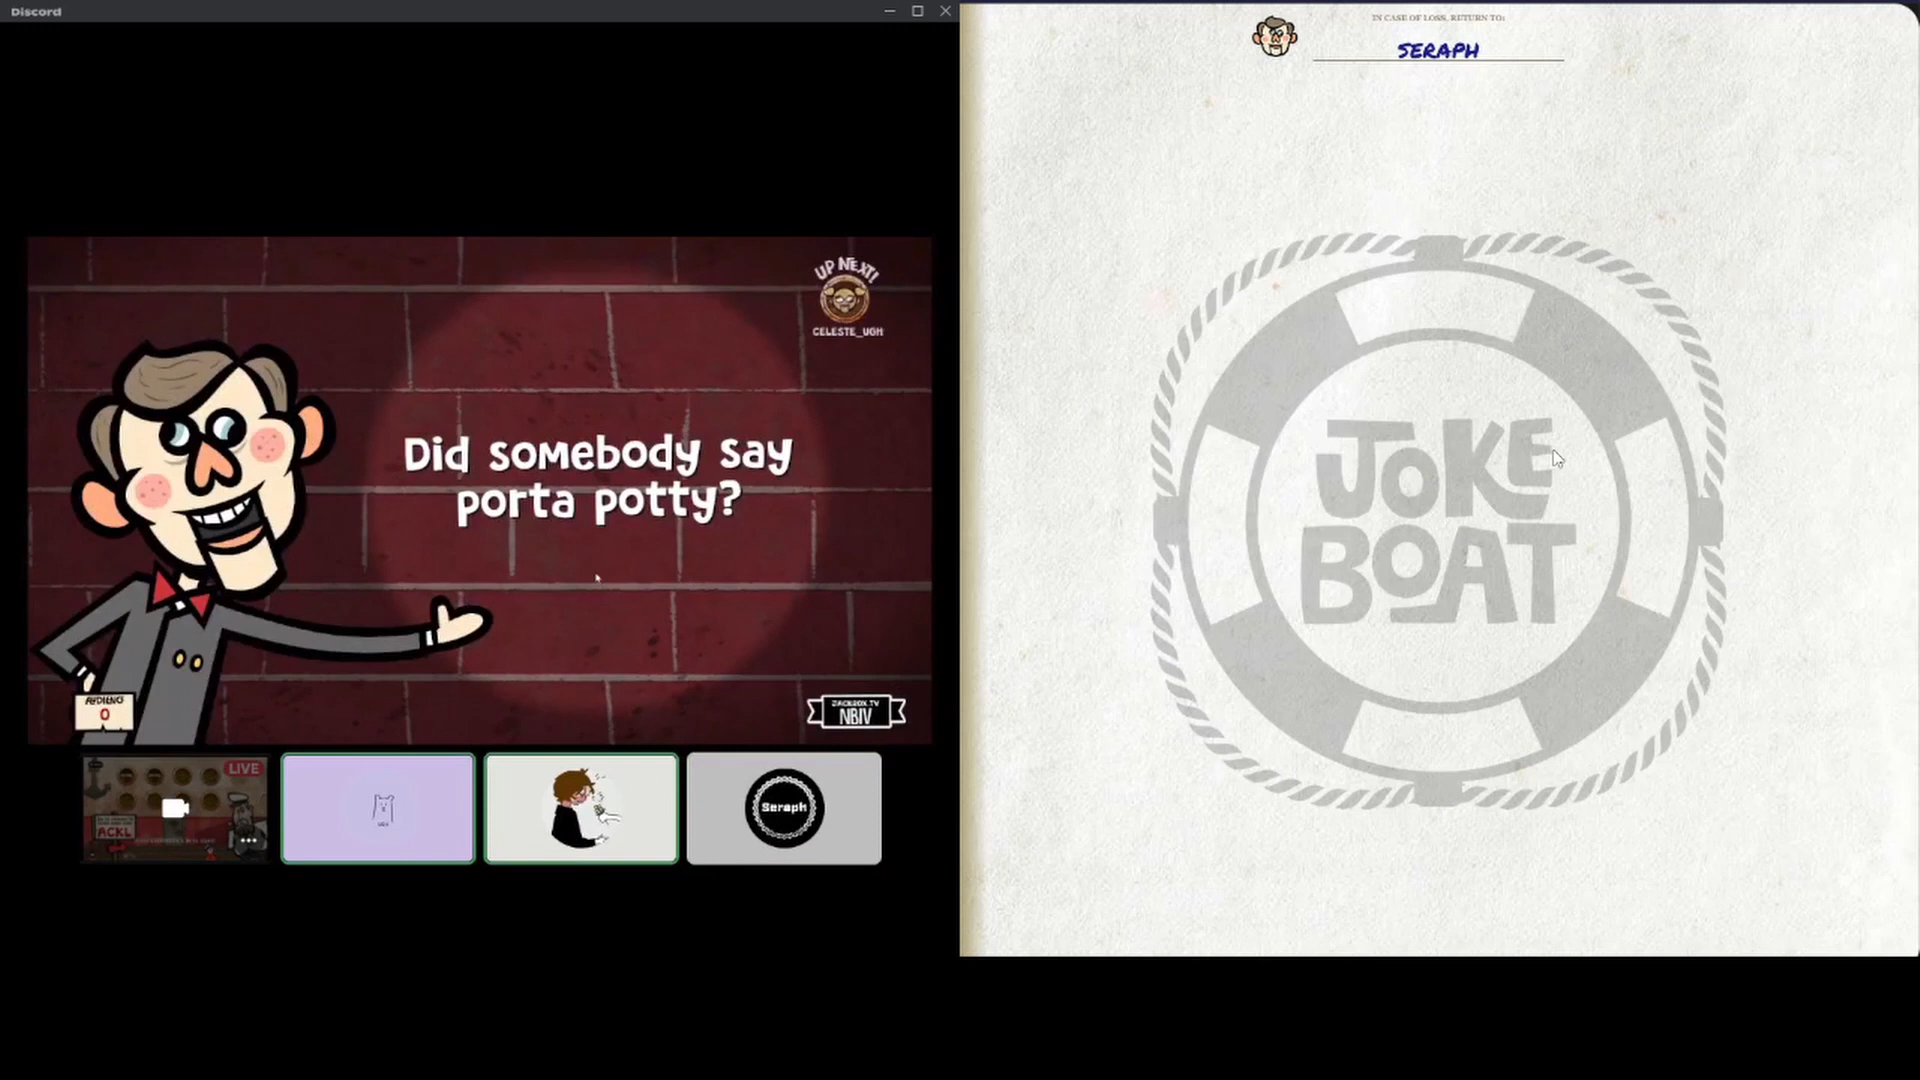 Discord
IN CASE OF LOSS, RETURN TO:
SERAPH
UP NEXT!
CELESTE_UGH
Did somebody say
porta potty?
JOKE
BOAT
AUDIENCE
0
JACKBOX.TV
NBIV
LIVE
ACKL
Seraph